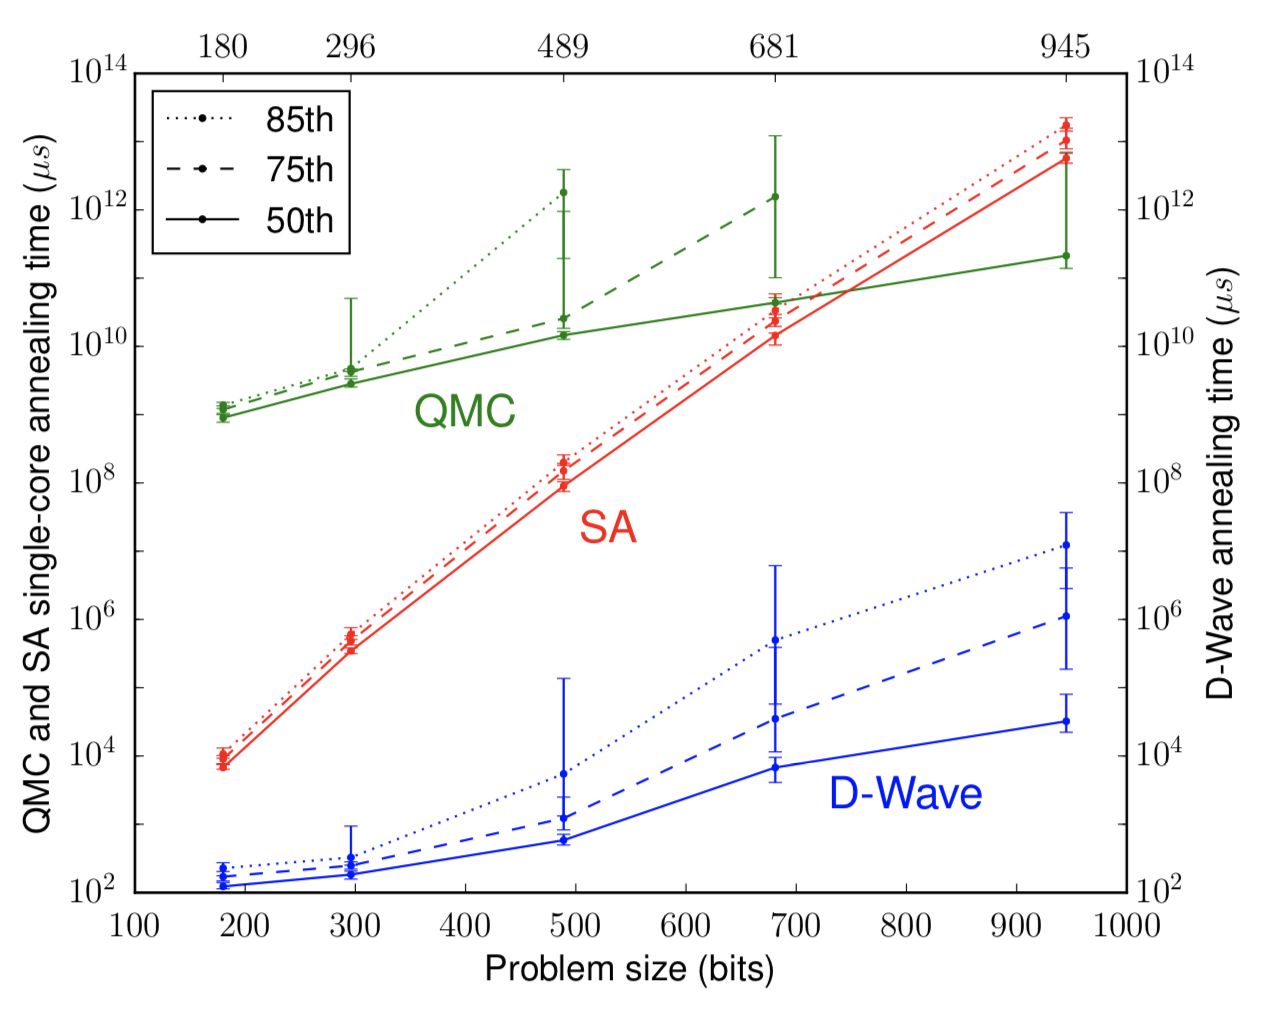 180 296 489 681 945
10^14 10^14
85th
75th
50th
10^12 10^12
10^10 10^10
QMC
10^8 10^8
SA
10^6 10^6
10^4 10^4
D-Wave
10^2 10^2
100 200 300 400 500 600 700 800 900 1000
Problem size (bits)
QMC and SA single-core annealing time (μs)
D-Wave annealing time (μs)